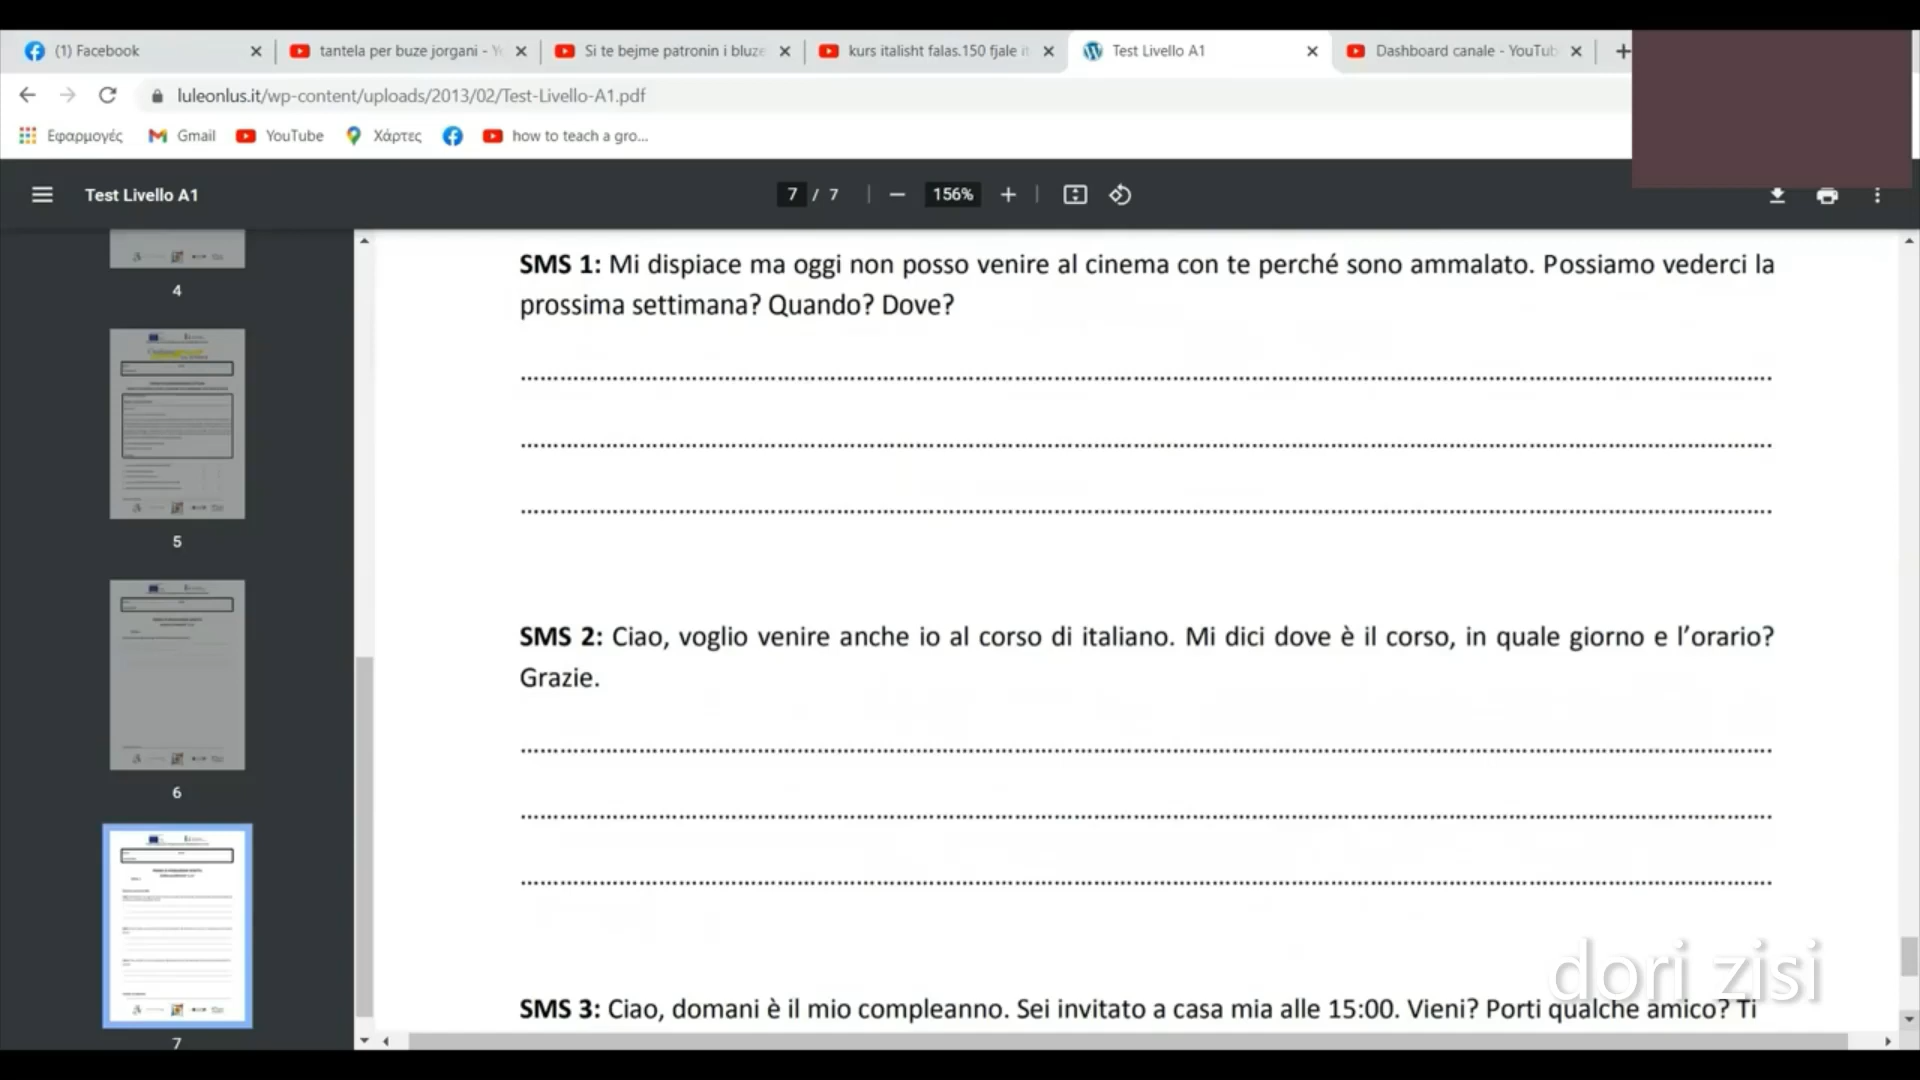 (1) Facebook
tantela per buze jorgani - Y
Si te bejme patronin i bluze
kurs italisht falas.150 fjale it
Test Livello A1
Dashboard canale - YouTub
luleonlus.it/wp-content/uploads/2013/02/Test-Livello-A1.pdf
Εφαρμογές
Gmail
YouTube
Χάρτες
how to teach a gro...
Test Livello A1
7 / 7
156%
4
5
6
7
SMS 1: Mi dispiace ma oggi non posso venire al cinema con te perché sono ammalato. Possiamo vederci la
prossima settimana? Quando? Dove?
SMS 2: Ciao, voglio venire anche io al corso di italiano. Mi dici dove è il corso, in quale giorno e l’orario?
Grazie.
SMS 3: Ciao, domani è il mio compleanno. Sei invitato a casa mia alle 15:00. Vieni? Porti qualche amico? Ti
dori zisi